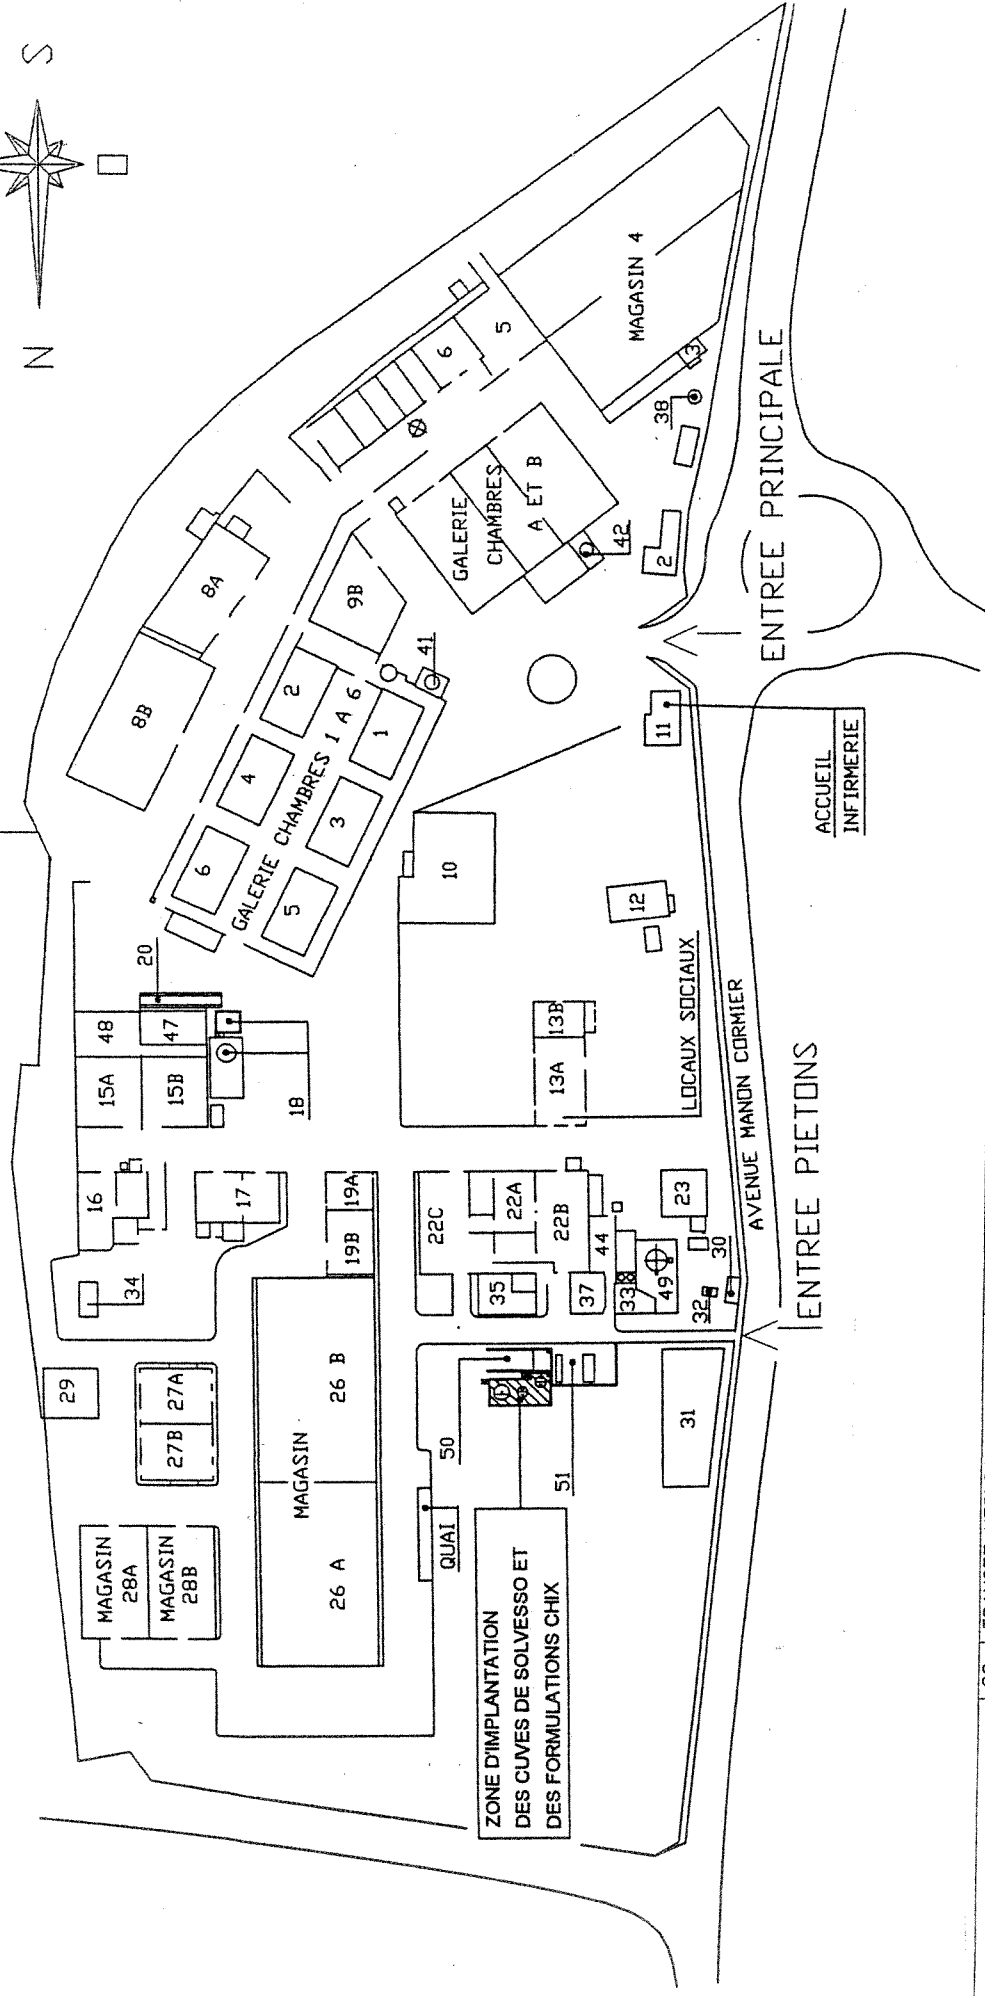 N
S
MAGASIN
28A
MAGASIN
28B
29
27B
27A
34
16
15A
48
15B
47
20
18
17
MAGASIN
26 A
26 B
19B
19A
QUAI
22C
22A
22B
35
37
44
33
49
32
30
23
50
51
31
ZONE D'IMPLANTATION
DES CUVES DE SOLVESSO ET
DES FORMULATIONS CHIX
13A
13B
LOCAUX SOCIAUX
10
12
11
ACCUEIL
INFIRMERIE
8B
8A
6
4
2
GALERIE CHAMBRES 1 A 6
5
3
1
9B
41
GALERIE
CHAMBRES
A ET B
42
2
38
3
6
5
MAGASIN 4
AVENUE MANON CORMIER
ENTREE PIETONS
ENTREE PRINCIPALE